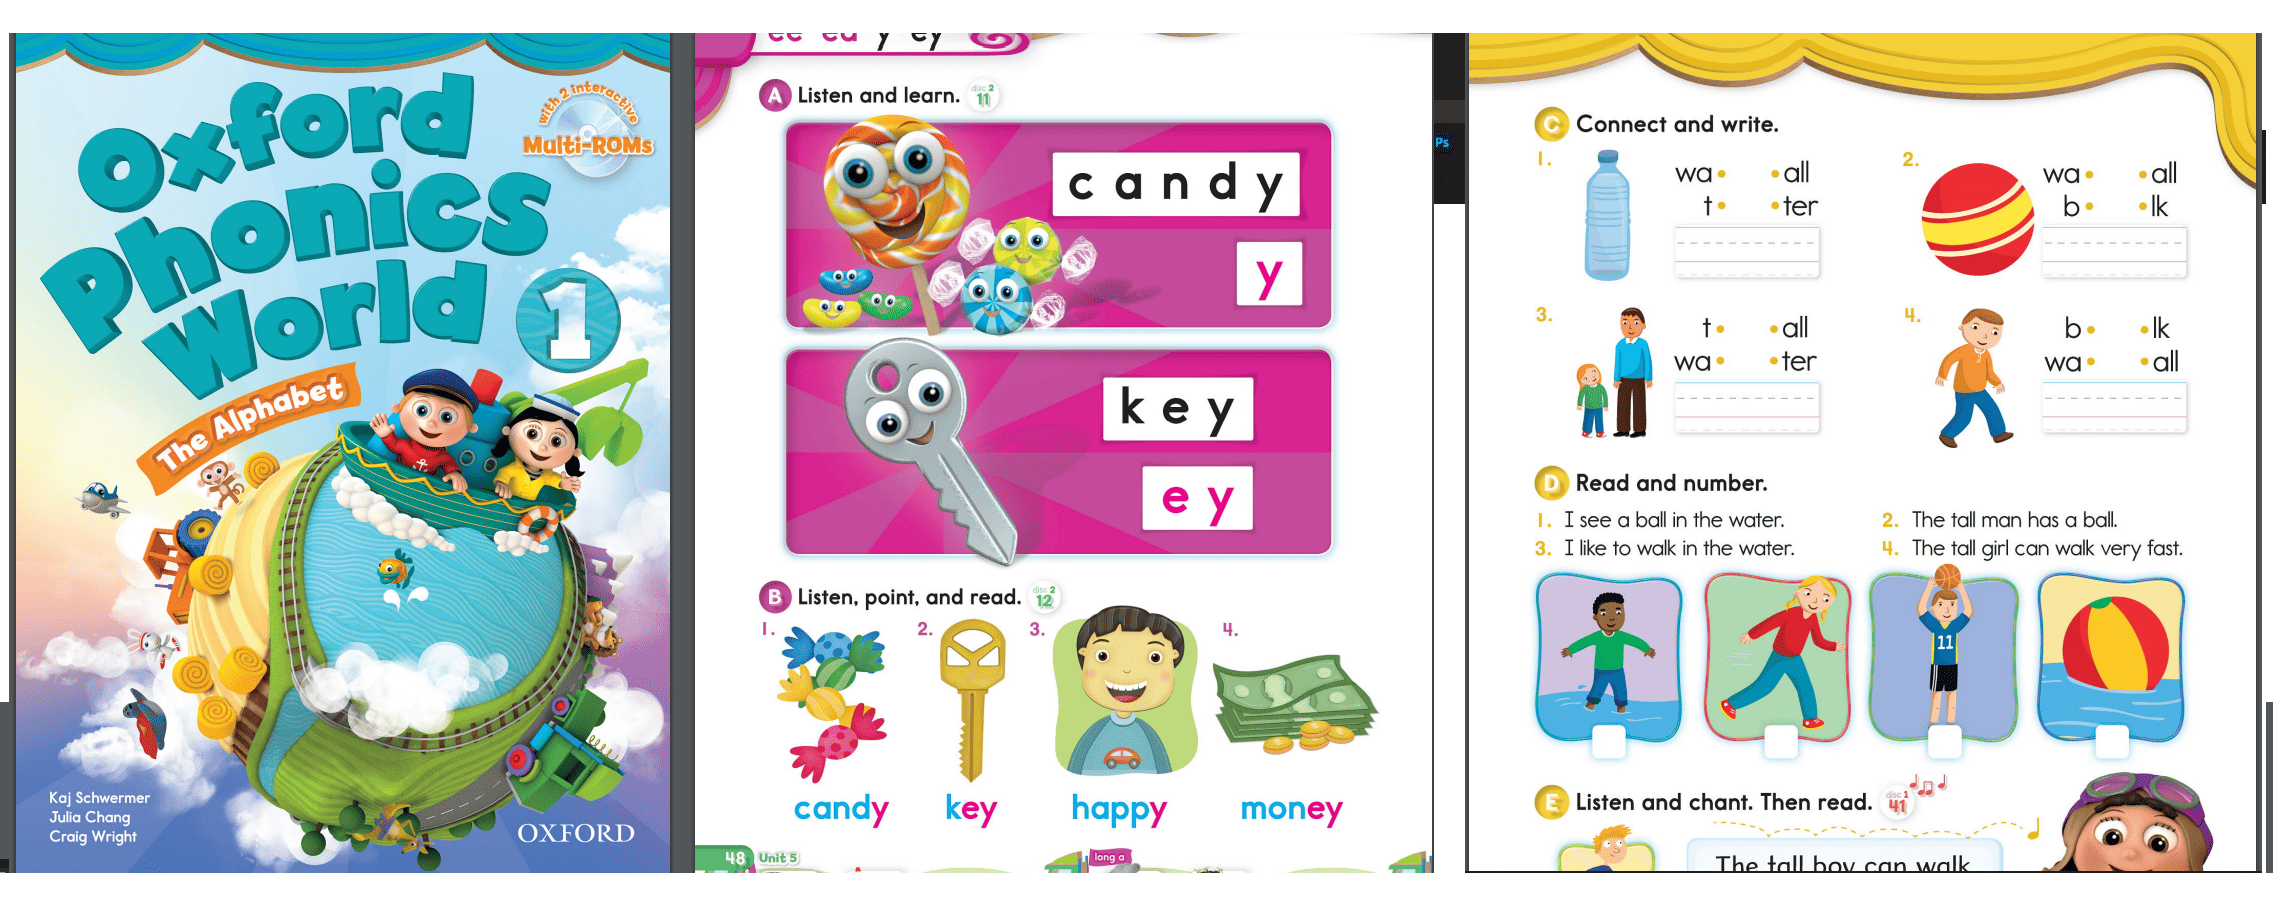 with 2 interactive
Multi-ROMs
Oxford
Phonics
World
1
The Alphabet
Kaj Schwermer
Julia Chang
Craig Wright
OXFORD
ee ea y ey
A Listen and learn. disc 2 11
candy
y
key
ey
B Listen, point, and read. disc 2 12
1. 2. 3. 4.
candy key happy money
48 Unit 5
long a
Ps
C Connect and write.
1. wa • • all
t • • ter
2. wa • • all
b • • lk
3. t • • all
wa • • ter
4. b • • lk
wa • • all
D Read and number.
1. I see a ball in the water. 2. The tall man has a ball.
3. I like to walk in the water. 4. The tall girl can walk very fast.
11
E Listen and chant. Then read. disc 1 41
The tall boy can walk